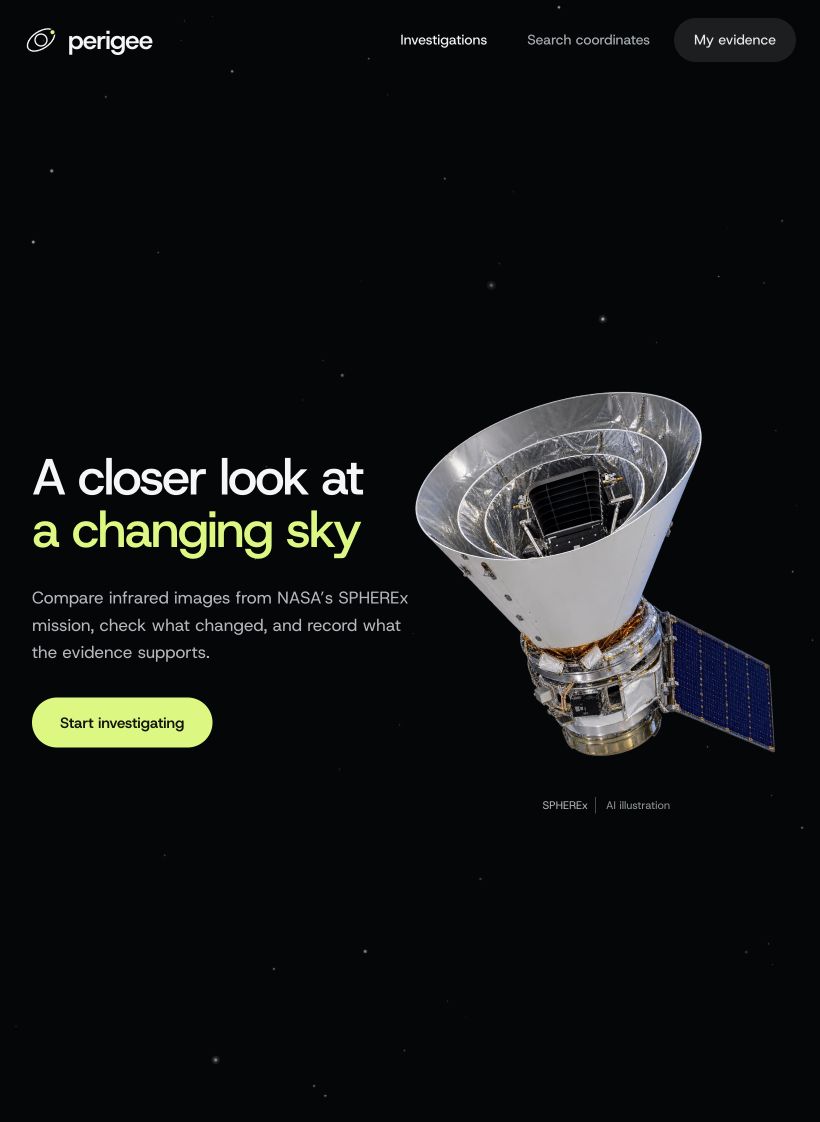 perigee
Investigations
Search coordinates
My evidence
A closer look at
a changing sky
Compare infrared images from NASA’s SPHEREx
mission, check what changed, and record what
the evidence supports.
Start investigating
SPHEREx
AI illustration